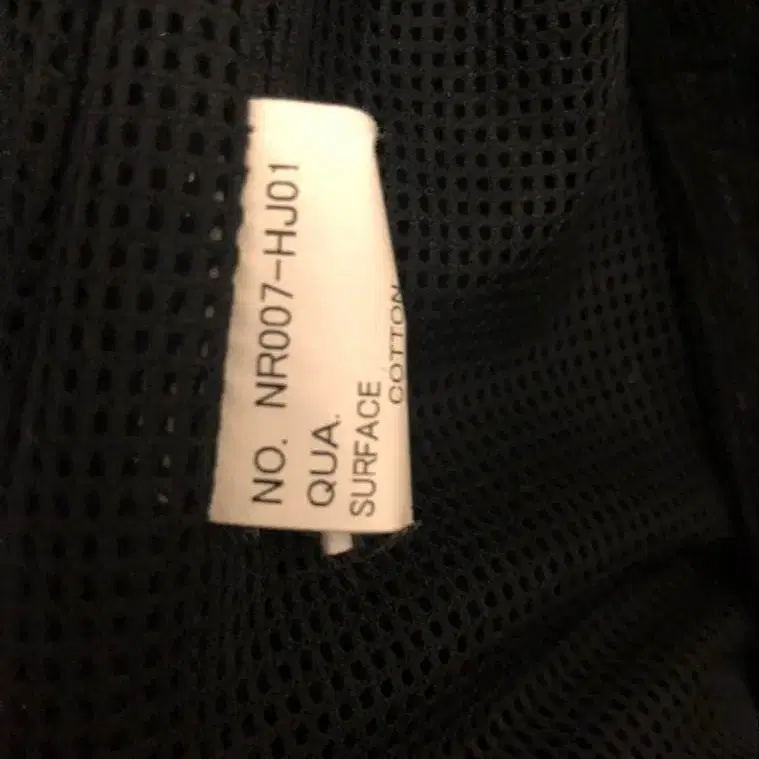 NO. NR007-HJ01
QUA.
SURFACE
COTTON